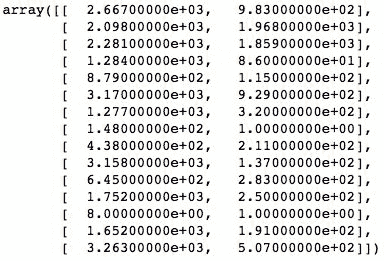 array([[ 2.66700000e+03, 9.83000000e+02],
[ 2.09800000e+03, 1.96830000e+03],
[ 2.28100000e+03, 1.85900000e+03],
[ 1.28400000e+03, 8.60000000e+01],
[ 8.79000000e+02, 1.15000000e+02],
[ 3.17000000e+03, 9.29000000e+02],
[ 1.27700000e+03, 3.20000000e+02],
[ 1.48000000e+02, 1.00000000e+00],
[ 4.38000000e+02, 2.11000000e+02],
[ 3.15800000e+03, 1.37000000e+02],
[ 6.45000000e+02, 2.83000000e+02],
[ 1.75200000e+03, 2.50000000e+02],
[ 8.00000000e+00, 1.00000000e+00],
[ 1.65200000e+03, 1.91000000e+02],
[ 3.26300000e+03, 5.07000000e+02]])